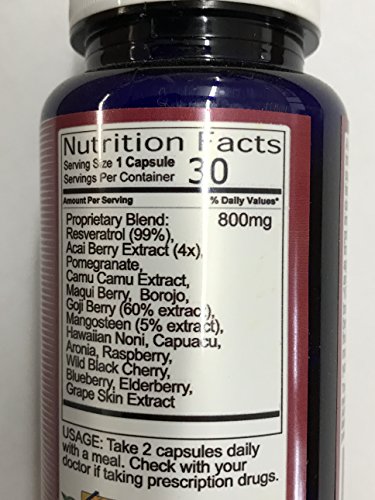 Nutrition Facts
Serving Size 1 Capsule
Servings Per Container 30
Amount Per Serving % Daily Values*
Proprietary Blend: 800mg
Resveratrol (99%),
Acai Berry Extract (4x),
Pomegranate,
Camu Camu Extract,
Maqui Berry, Borojo,
Goji Berry (60% extract),
Mangosteen (5% extract),
Hawaiian Noni, Capuacu,
Aronia, Raspberry,
Wild Black Cherry,
Blueberry, Elderberry,
Grape Skin Extract
USAGE: Take 2 capsules daily
with a meal. Check with your
doctor if taking prescription drugs.